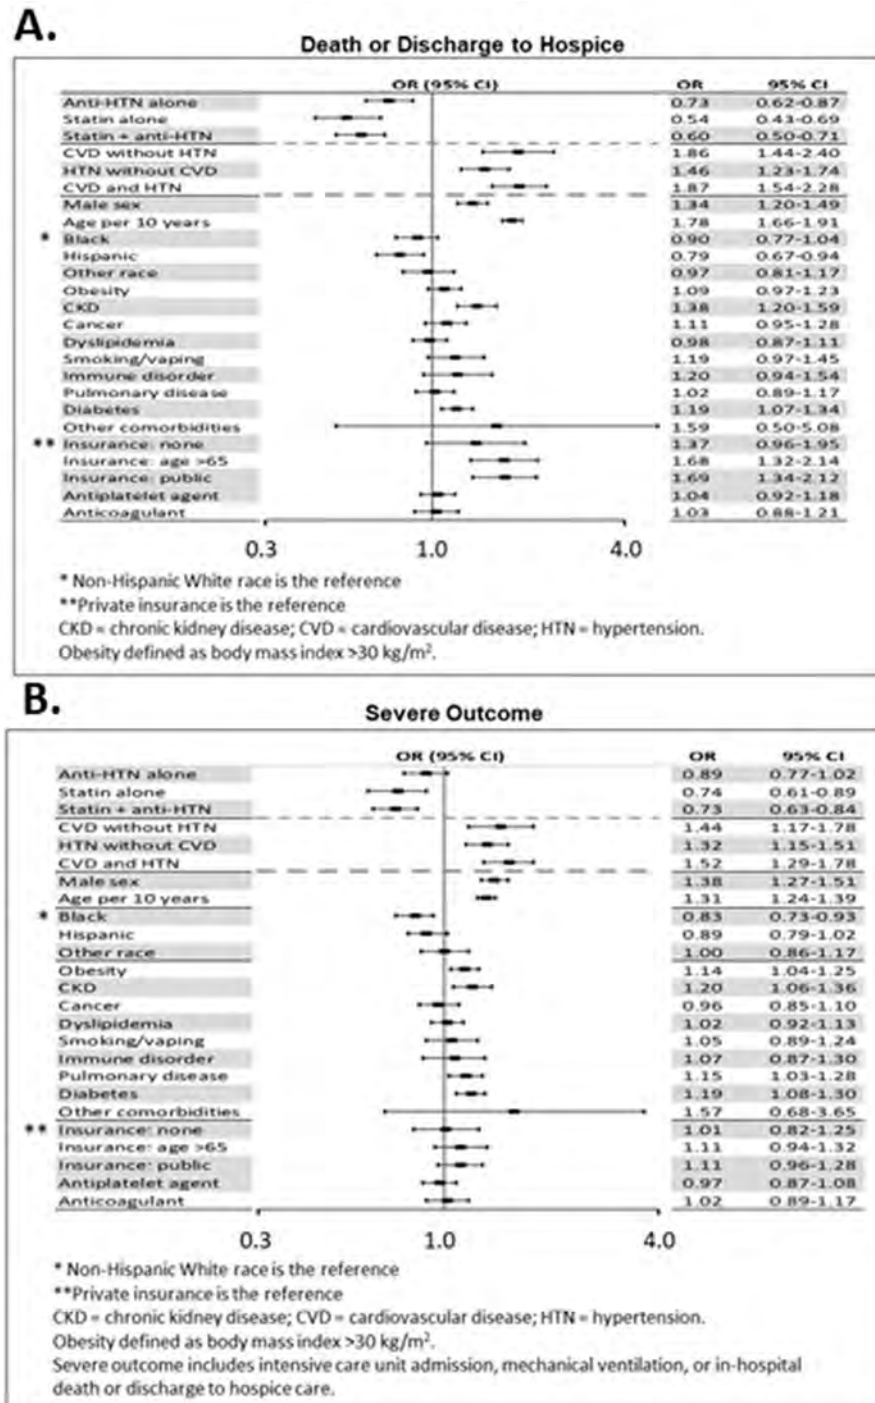 A.
Death or Discharge to Hospice
OR (95% CI) OR 95% CI
Anti-HTN alone 0.73 0.62-0.87
Statin alone 0.54 0.43-0.69
Statin + anti-HTN 0.60 0.50-0.71
CVD without HTN 1.86 1.44-2.40
HTN without CVD 1.46 1.23-1.74
CVD and HTN 1.87 1.54-2.28
Male sex 1.34 1.20-1.49
Age per 10 years 1.78 1.66-1.91
* Black 0.90 0.77-1.04
Hispanic 0.79 0.67-0.94
Other race 0.97 0.81-1.17
Obesity 1.09 0.97-1.23
CKD 1.38 1.20-1.59
Cancer 1.11 0.95-1.28
Dyslipidemia 0.98 0.87-1.11
Smoking/vaping 1.19 0.97-1.45
Immune disorder 1.20 0.94-1.54
Pulmonary disease 1.02 0.89-1.17
Diabetes 1.19 1.07-1.34
Other comorbidities 1.59 0.50-5.08
** Insurance: none 1.37 0.96-1.95
Insurance: age >65 1.68 1.32-2.14
Insurance: public 1.69 1.34-2.12
Antiplatelet agent 1.04 0.92-1.18
Anticoagulant 1.03 0.88-1.21
0.3 1.0 4.0
* Non-Hispanic White race is the reference
**Private insurance is the reference
CKD = chronic kidney disease; CVD = cardiovascular disease; HTN = hypertension.
Obesity defined as body mass index >30 kg/m².
B.
Severe Outcome
OR (95% CI) OR 95% CI
Anti-HTN alone 0.89 0.77-1.02
Statin alone 0.74 0.61-0.89
Statin + anti-HTN 0.73 0.63-0.84
CVD without HTN 1.44 1.17-1.78
HTN without CVD 1.32 1.15-1.51
CVD and HTN 1.52 1.29-1.78
Male sex 1.38 1.27-1.51
Age per 10 years 1.31 1.24-1.39
* Black 0.83 0.73-0.93
Hispanic 0.89 0.79-1.02
Other race 1.00 0.86-1.17
Obesity 1.14 1.04-1.25
CKD 1.20 1.06-1.36
Cancer 0.96 0.85-1.10
Dyslipidemia 1.02 0.92-1.13
Smoking/vaping 1.05 0.89-1.24
Immune disorder 1.07 0.87-1.30
Pulmonary disease 1.15 1.03-1.28
Diabetes 1.19 1.08-1.30
Other comorbidities 1.57 0.68-3.65
** Insurance: none 1.01 0.82-1.25
Insurance: age >65 1.11 0.94-1.32
Insurance: public 1.11 0.96-1.28
Antiplatelet agent 0.97 0.87-1.08
Anticoagulant 1.02 0.89-1.17
0.3 1.0 4.0
* Non-Hispanic White race is the reference
**Private insurance is the reference
CKD = chronic kidney disease; CVD = cardiovascular disease; HTN = hypertension.
Obesity defined as body mass index >30 kg/m².
Severe outcome includes intensive care unit admission, mechanical ventilation, or in-hospital
death or discharge to hospice care.